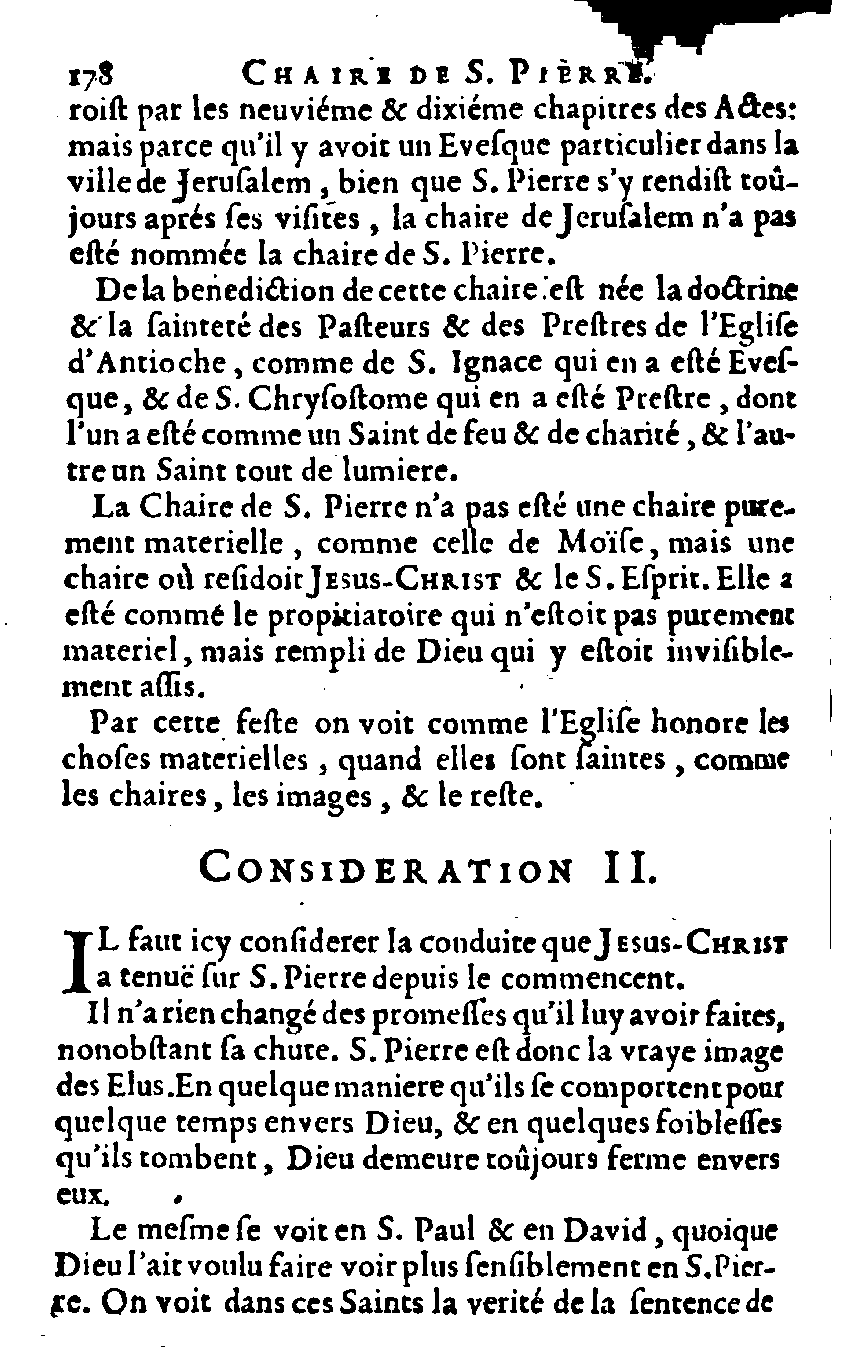 178 CHAIRE DE S. PIERRE.
roiſt par les neuviéme & dixiéme chapitres des Actes:
mais parce qu'il y avoit un Eveſque particulier dans la
ville de Jeruſalem, bien que S. Pierre s'y rendiſt toû-
jours aprés ſes viſites, la chaire de Jeruſalem n'a pas
eſté nommée la chaire de S. Pierre.
De la benediction de cette chaire eſt née la doctrine
& la ſainteté des Paſteurs & des Preſtres de l'Egliſe
d'Antioche, comme de S. Ignace qui en a eſté Eveſ-
que, & de S. Chryſoſtome qui en a eſté Preſtre, dont
l'un a eſté comme un Saint de feu & de charité, & l'au-
tre un Saint tout de lumiere.
La Chaire de S. Pierre n'a pas eſté une chaire pure-
ment materielle, comme celle de Moïſe, mais une
chaire où reſidoit JESUS-CHRIST & le S. Eſprit. Elle a
eſté commé le propitiatoire qui n'eſtoit pas purement
materiel, mais rempli de Dieu qui y eſtoit inviſible-
ment aſſis.
Par cette feſte on voit comme l'Egliſe honore les
choſes materielles, quand elles ſont ſaintes, comme
les chaires, les images, & le reſte.
CONSIDERATION II.
IL faut icy conſiderer la conduite que JESUS-CHRIST
a tenuë ſur S. Pierre depuis le commencent.
Il n'a rien changé des promeſſes qu'il luy avoit faites,
nonobſtant ſa chute. S. Pierre eſt donc la vraye image
des Elus. En quelque maniere qu'ils ſe comportent pour
quelque temps envers Dieu, & en quelques foibleſſes
qu'ils tombent, Dieu demeure toûjours ferme envers
eux.
Le meſme ſe voit en S. Paul & en David, quoique
Dieu l'ait voulu faire voir plus ſenſiblement en S. Pier-
re. On voit dans ces Saints la verité de la ſentence de